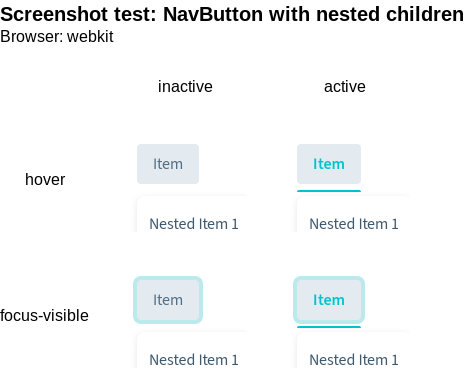 Screenshot test: NavButton with nested children
Browser: webkit
inactive active
hover
Item Item
Nested Item 1 Nested Item 1
focus-visible
Item Item
Nested Item 1 Nested Item 1